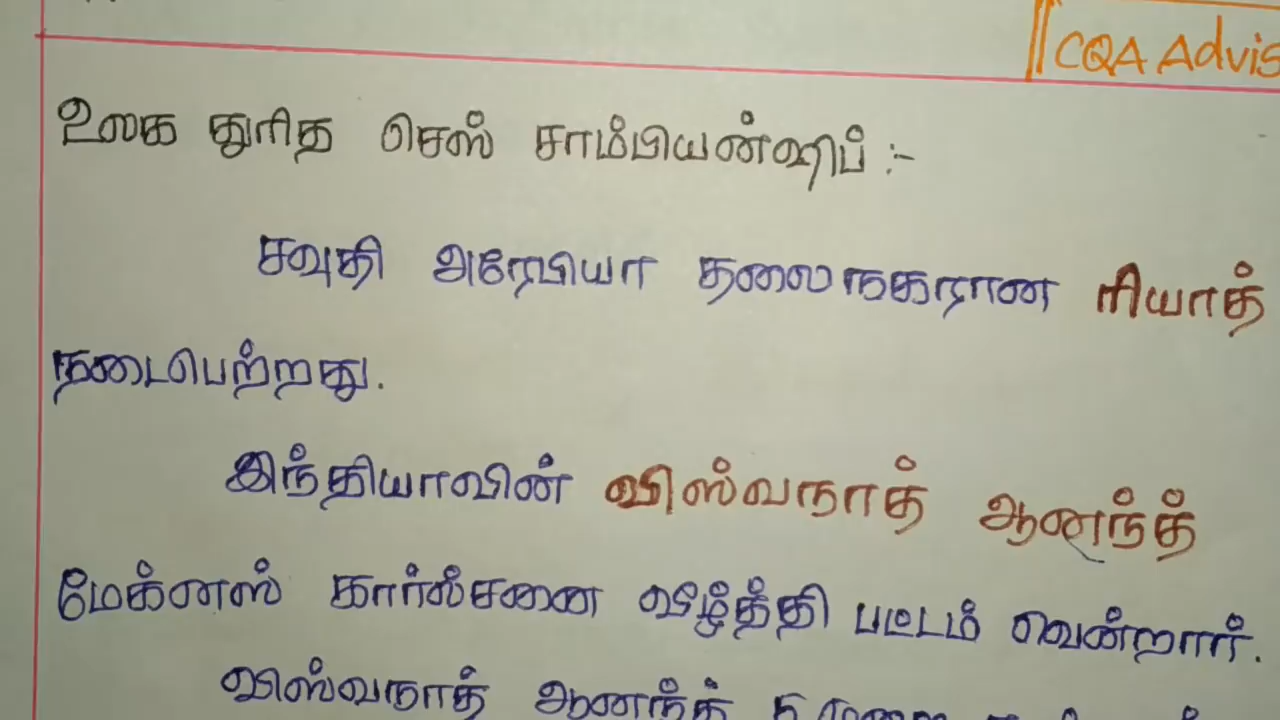 CQA Advis
உலக துரித செஸ் சாம்பியன்ஷிப் :-
சவுதி அரேபியா தலைநகரான ரியாத்
நடைபெற்றது.
இந்தியாவின் விஸ்வநாத் ஆனந்த்
மேக்னஸ் கார்ல்சனை வீழ்த்தி பட்டம் வென்றார்.
விஸ்வநாத் ஆனந்த்